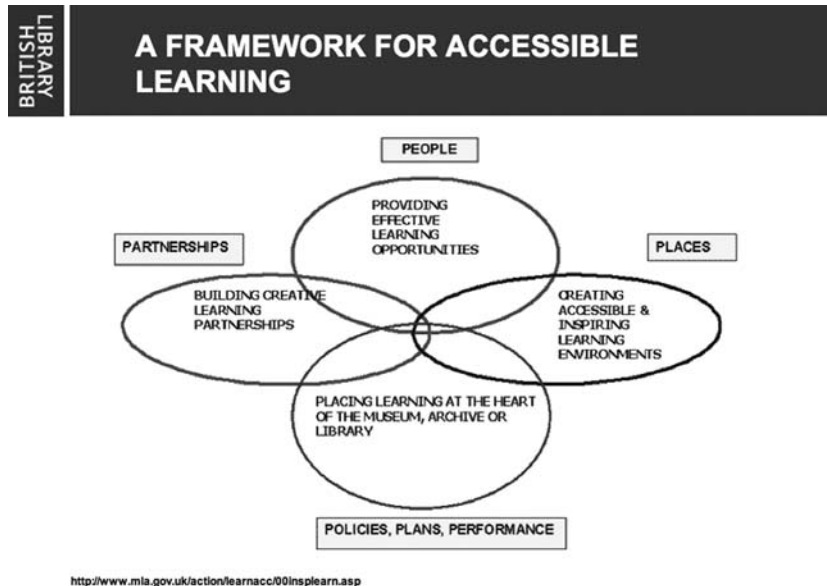 LIBRARY
BRITISH
A FRAMEWORK FOR ACCESSIBLE
LEARNING
PEOPLE
PROVIDING
EFFECTIVE
LEARNING
OPPORTUNITIES
PARTNERSHIPS
PLACES
BUILDING CREATIVE
LEARNING
PARTNERSHIPS
CREATING
ACCESSIBLE &
INSPIRING
LEARNING
ENVIRONMENTS
PLACING LEARNING AT THE HEART
OF THE MUSEUM, ARCHIVE OR
LIBRARY
POLICIES, PLANS, PERFORMANCE
http://www.mla.gov.uk/action/learnacc/00insplearn.asp